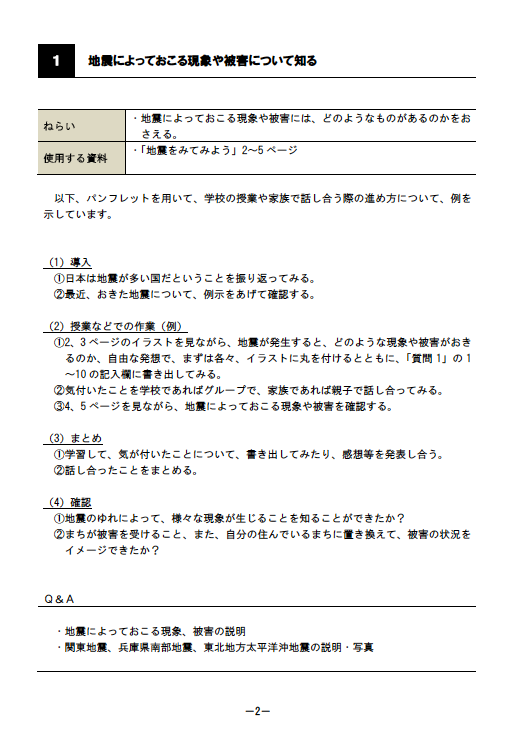 1 地震によっておこる現象や被害について知る
ねらい
・地震によっておこる現象や被害には、どのようなものがあるのかをお
さえる。
使用する資料
・「地震をみてみよう」2～5ページ
以下、パンフレットを用いて、学校の授業や家族で話し合う際の進め方について、例を
示しています。
（1）導入
①日本は地震が多い国だということを振り返ってみる。
②最近、おきた地震について、例示をあげて確認する。
（2）授業などでの作業（例）
①2、3ページのイラストを見ながら、地震が発生すると、どのような現象や被害がおき
るのか、自由な発想で、まずは各々、イラストに丸を付けるとともに、「質問1」の1
～10の記入欄に書き出してみる。
②気付いたことを学校であればグループで、家族であれば親子で話し合ってみる。
③4、5ページを見ながら、地震によっておこる現象や被害を確認する。
（3）まとめ
①学習して、気が付いたことについて、書き出してみたり、感想等を発表し合う。
②話し合ったことをまとめる。
（4）確認
①地震のゆれによって、様々な現象が生じることを知ることができたか？
②まちが被害を受けること、また、自分の住んでいるまちに置き換えて、被害の状況を
イメージできたか？
Ｑ＆Ａ
・地震によっておこる現象、被害の説明
・関東地震、兵庫県南部地震、東北地方太平洋沖地震の説明・写真
－2－